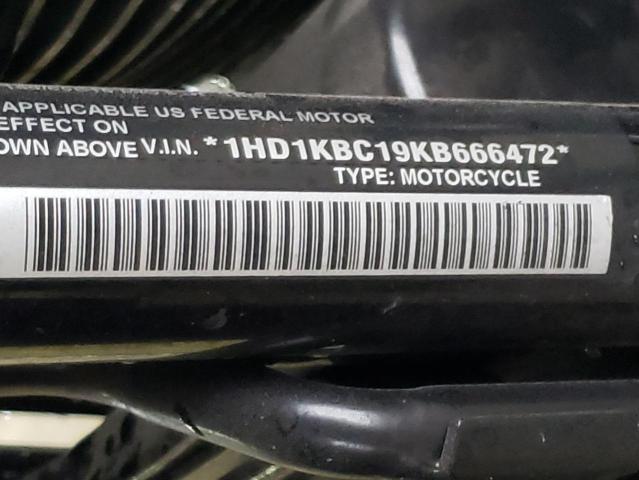 APPLICABLE US FEDERAL MOTOR
EFFECT ON
OWN ABOVE V.I.N. *1HD1KBC19KB666472*
TYPE: MOTORCYCLE